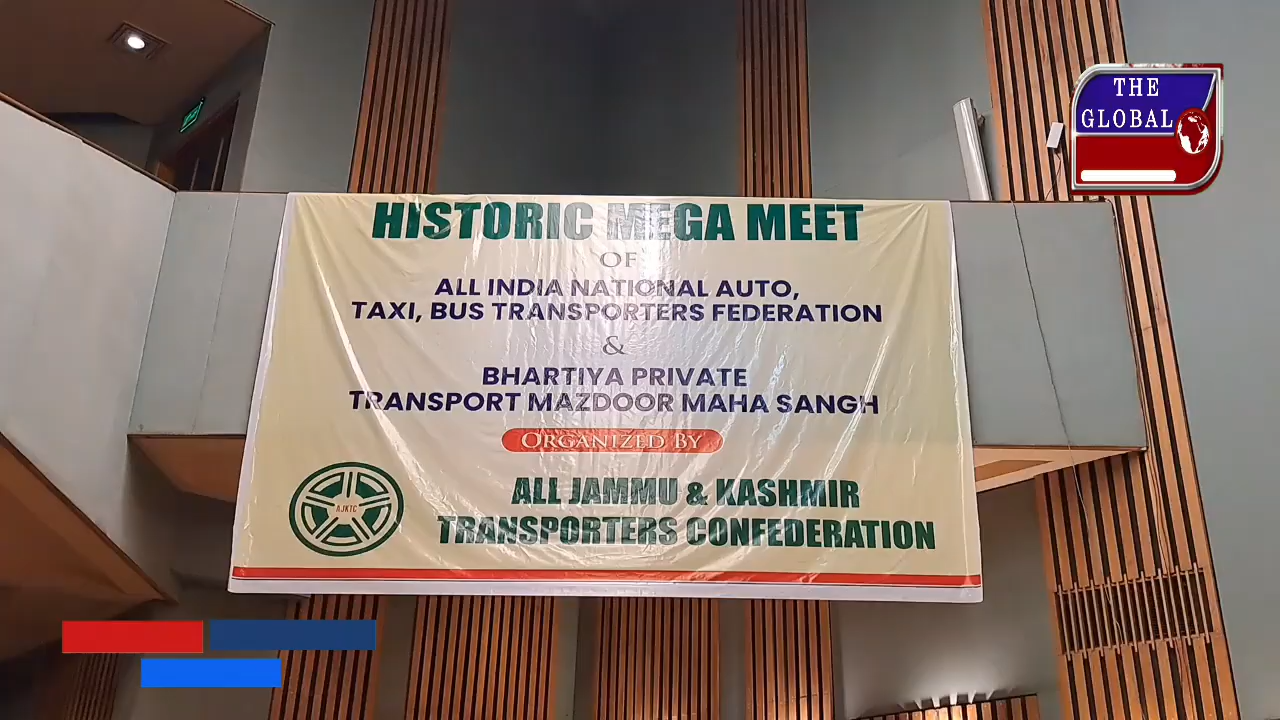 THE
GLOBAL
HISTORIC MEGA MEET
OF
ALL INDIA NATIONAL AUTO,
TAXI, BUS TRANSPORTERS FEDERATION
&
BHARTIYA PRIVATE
TRANSPORT MAZDOOR MAHA SANGH
ORGANIZED BY
AJKTC
ALL JAMMU & KASHMIR
TRANSPORTERS CONFEDERATION